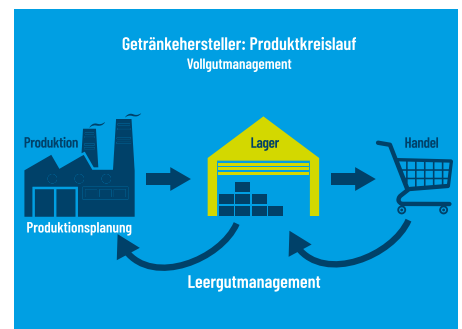 Getränkehersteller: Produktkreislauf
Vollgutmanagement
Produktion
Lager
Handel
Produktionsplanung
Leergutmanagement